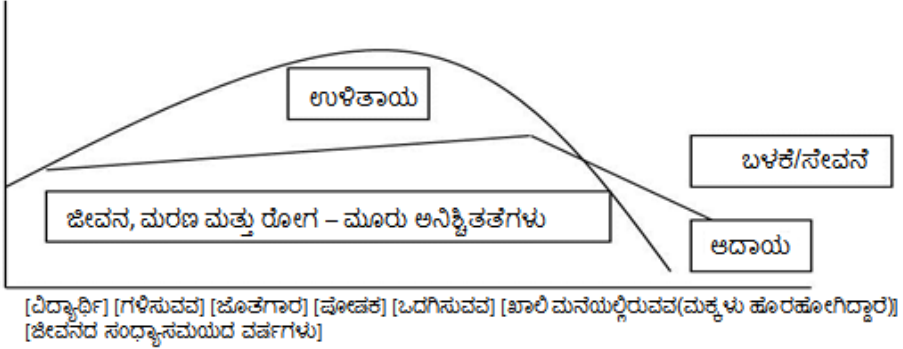 ಉಳಿತಾಯ
ಬಳಕೆ/ಸೇವನೆ
ಜೀವನ, ಮರಣ ಮತ್ತು ರೋಗ – ಮೂರು ಅನಿಶ್ಚಿತತೆಗಳು
ಆದಾಯ
[ವಿದ್ಯಾರ್ಥಿ] [ಗಳಿಸುವವ] [ಜೊತೆಗಾರ] [ಪೋಷಕ] [ಒದಗಿಸುವವ] [ಖಾಲಿ ಮನೆಯಲ್ಲಿರುವವ(ಮಕ್ಕಳು ಹೊರಹೋಗಿದ್ದಾರೆ)]
[ಜೀವನದ ಸಂಧ್ಯಾಸಮಯದ ವರ್ಷಗಳು]